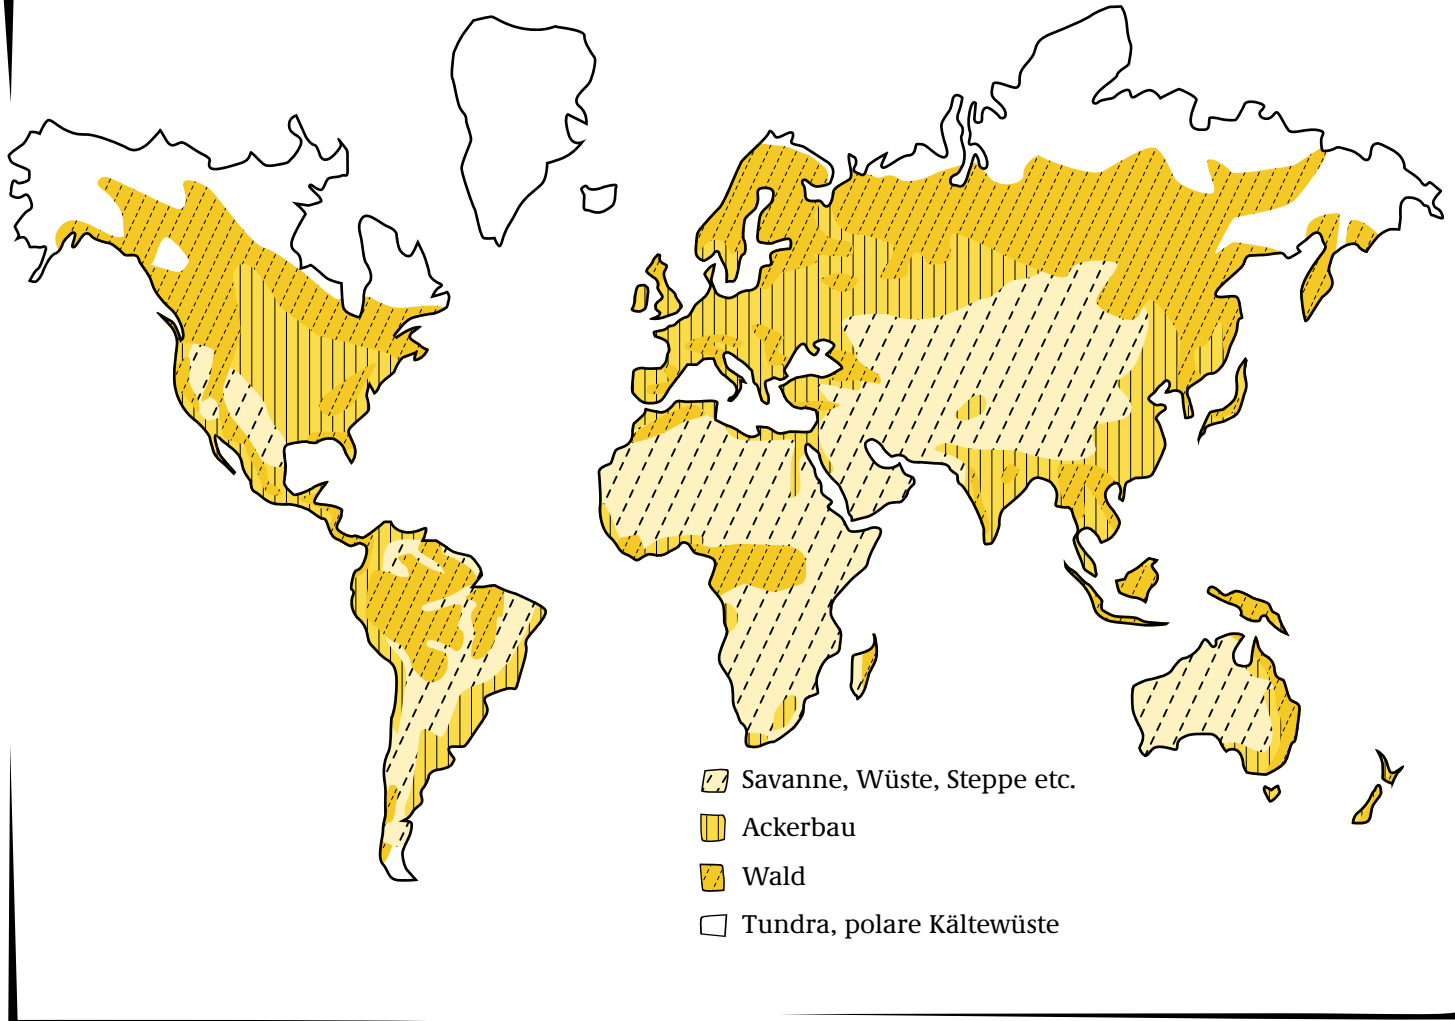 Savanne, Wüste, Steppe etc.
Ackerbau
Wald
Tundra, polare Kältewüste